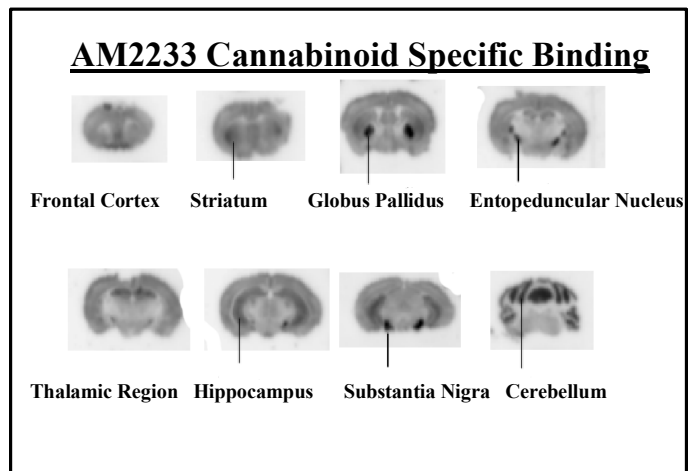 AM2233 Cannabinoid Specific Binding
Frontal Cortex Striatum Globus Pallidus Entopeduncular Nucleus
Thalamic Region Hippocampus Substantia Nigra Cerebellum